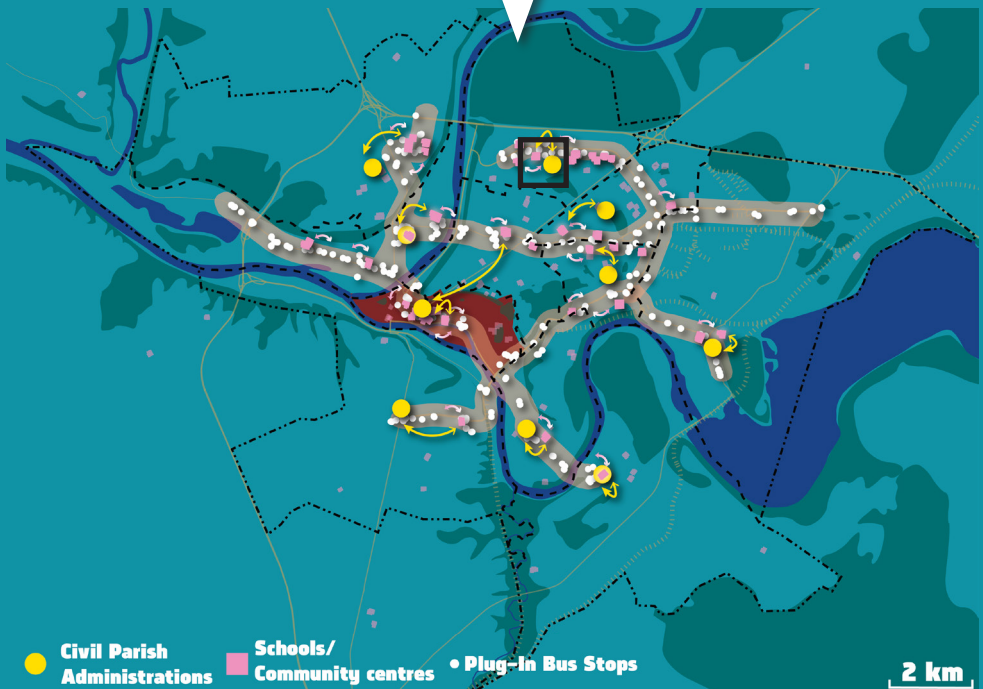 Civil Parish
Administrations
Schools/
Community centres
Plug-In Bus Stops
2 km